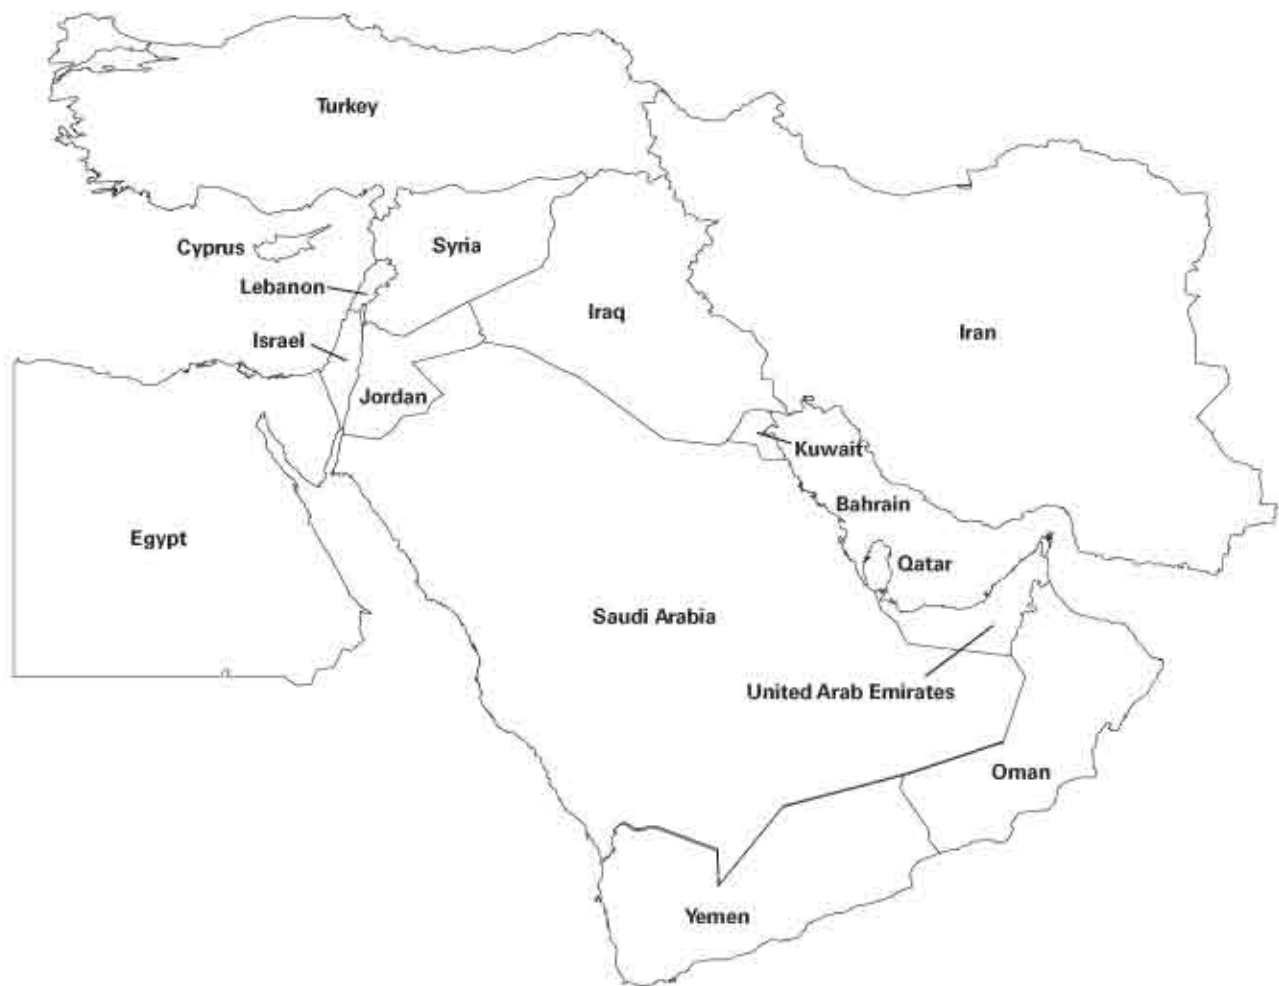 Turkey
Cyprus
Syria
Lebanon
Iraq
Israel
Iran
Jordan
Kuwait
Bahrain
Egypt
Qatar
Saudi Arabia
United Arab Emirates
Oman
Yemen